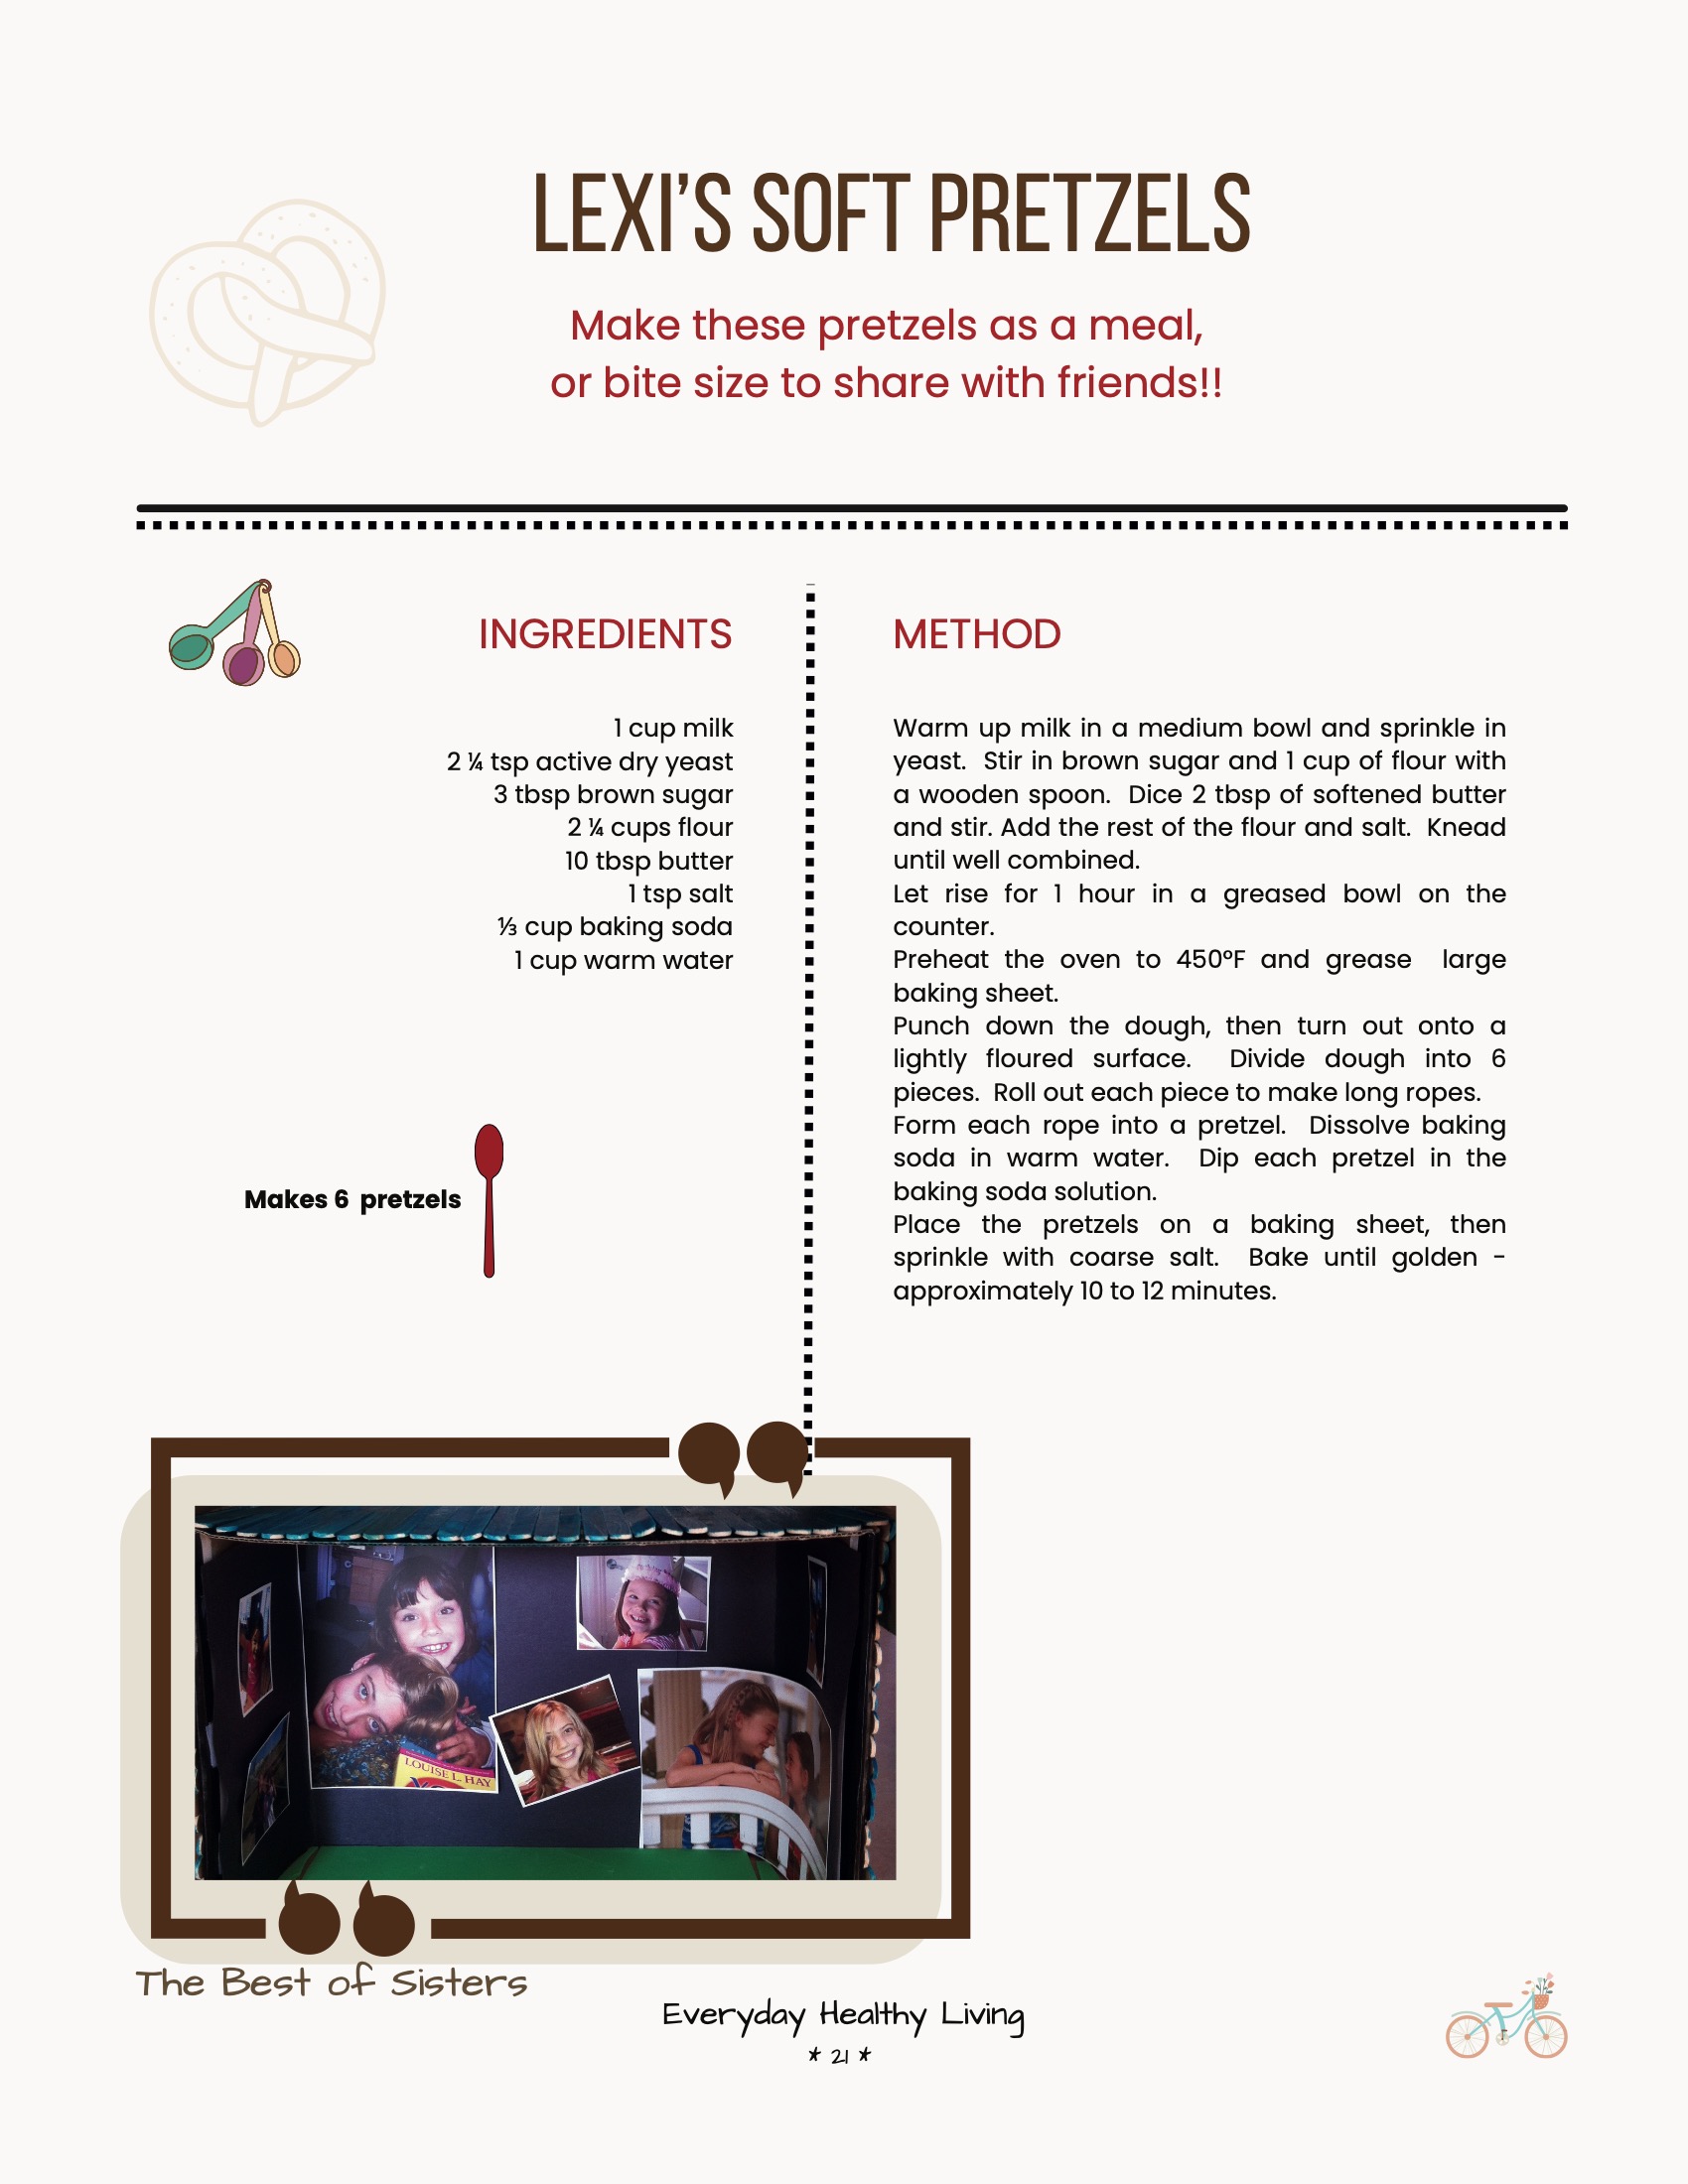 LEXI’S SOFT PRETZELS
Make these pretzels as a meal,
or bite size to share with friends!!
INGREDIENTS
1 cup milk
2 ¼ tsp active dry yeast
3 tbsp brown sugar
2 ¼ cups flour
10 tbsp butter
1 tsp salt
⅓ cup baking soda
1 cup warm water
Makes 6 pretzels
METHOD
Warm up milk in a medium bowl and sprinkle in
yeast. Stir in brown sugar and 1 cup of flour with
a wooden spoon. Dice 2 tbsp of softened butter
and stir. Add the rest of the flour and salt. Knead
until well combined.
Let rise for 1 hour in a greased bowl on the
counter.
Preheat the oven to 450°F and grease large
baking sheet.
Punch down the dough, then turn out onto a
lightly floured surface. Divide dough into 6
pieces. Roll out each piece to make long ropes.
Form each rope into a pretzel. Dissolve baking
soda in warm water. Dip each pretzel in the
baking soda solution.
Place the pretzels on a baking sheet, then
sprinkle with coarse salt. Bake until golden -
approximately 10 to 12 minutes.
LOUISE L. HAY
The Best of Sisters
Everyday Healthy Living
* 21 *